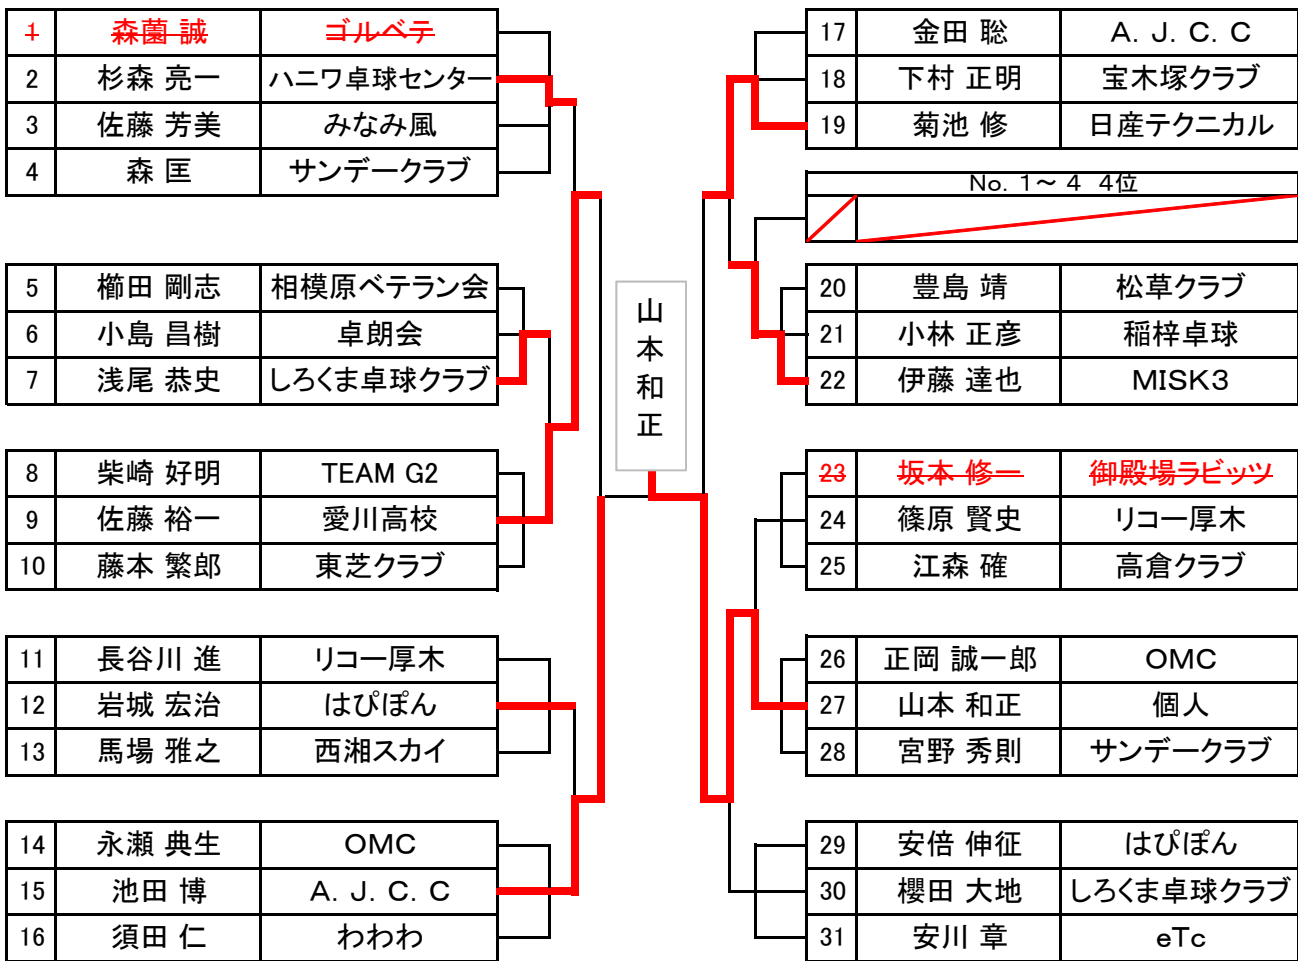 1 森薗 誠 ゴルベテ
2 杉森 亮一 ハニワ卓球センター
3 佐藤 芳美 みなみ風
4 森 匡 サンデークラブ
5 櫛田 剛志 相模原ベテラン会
6 小島 昌樹 卓朗会
7 浅尾 恭史 しろくま卓球クラブ
8 柴崎 好明 TEAM G2
9 佐藤 裕一 愛川高校
10 藤本 繁郎 東芝クラブ
11 長谷川 進 リコー厚木
12 岩城 宏治 はぴぽん
13 馬場 雅之 西湘スカイ
14 永瀬 典生 OMC
15 池田 博 A．J．C．C
16 須田 仁 わわわ
山本和正
17 金田 聡 A．J．C．C
18 下村 正明 宝木塚クラブ
19 菊池 修 日産テクニカル
No．1～４ 4位
20 豊島 靖 松草クラブ
21 小林 正彦 稲梓卓球
22 伊藤 達也 MISK3
23 坂本 修一 御殿場ラビッツ
24 篠原 賢史 リコー厚木
25 江森 確 高倉クラブ
26 正岡 誠一郎 OMC
27 山本 和正 個人
28 宮野 秀則 サンデークラブ
29 安倍 伸征 はぴぽん
30 櫻田 大地 しろくま卓球クラブ
31 安川 章 eTc